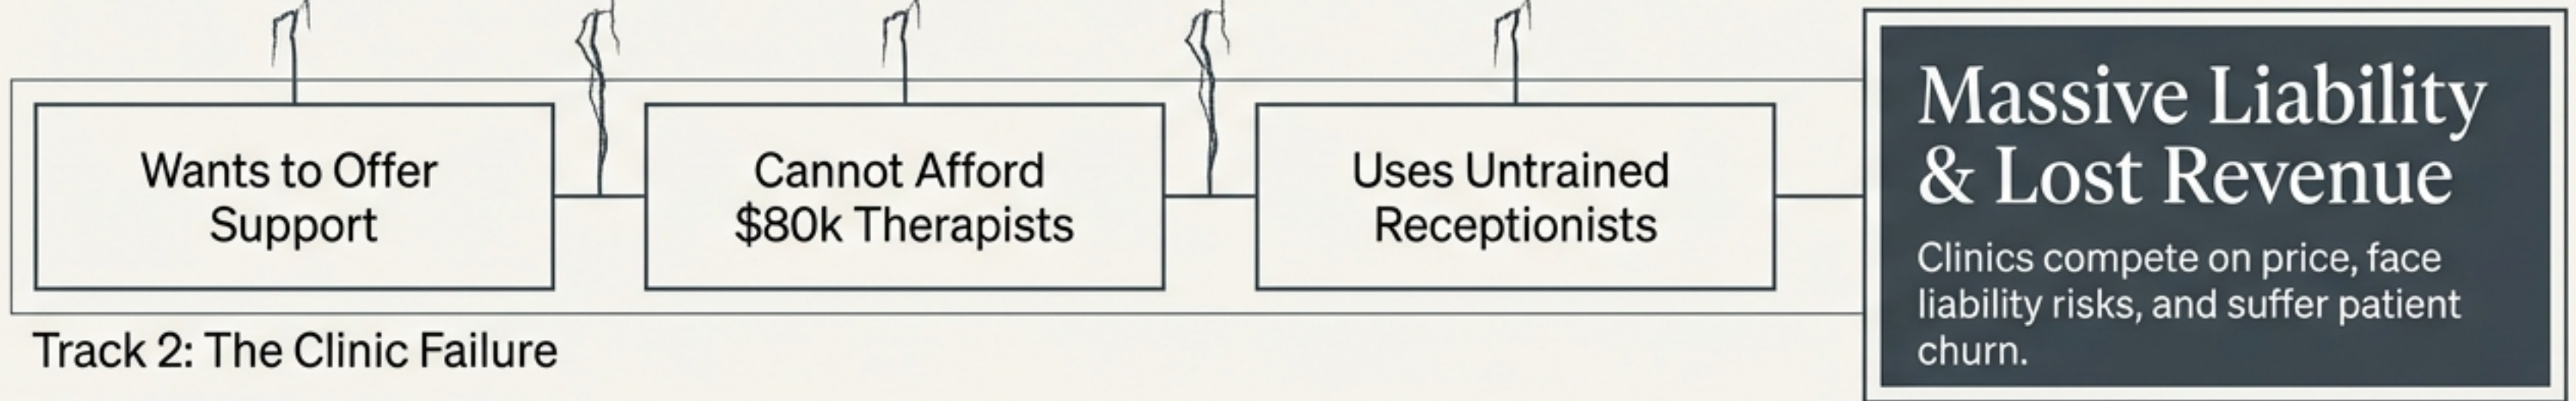 Wants to Offer
Support
Cannot Afford
$80k Therapists
Uses Untrained
Receptionists
Massive Liability
& Lost Revenue
Clinics compete on price, face
liability risks, and suffer patient
churn.
Track 2: The Clinic Failure